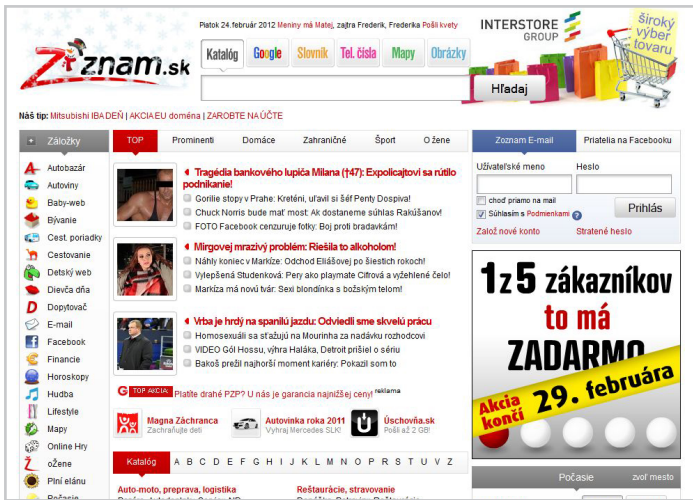 Piatok 24.február 2012 Meniny má Matej, zajtra Frederik, Frederika Pošli kvety
Zoznam.sk
Katalóg Google Slovník Tel. čísla Mapy Obrázky
Hľadaj
INTERSTORE
GROUP
široký
výber
tovaru
Náš tip: Mitsubishi IBA DEŇ | AKCIA EU doména | ZAROBTE NA ÚČTE
Záložky
Autobazár
Autoviny
Baby-web
Bývanie
Cest. poriadky
Cestovanie
Detský web
Dievča dňa
Dopytovač
E-mail
Facebook
Financie
Horoskopy
Hudba
Lifestyle
Mapy
Online Hry
oŽene
Plní elánu
Počasie
TOP Prominenti Domáce Zahraničné Šport O žene
Tragédia bankového lupiča Milana (†47): Expolicajtovi sa rútilo
podnikanie!
Gorilie stopy v Prahe: Kreténi, uľavil si šéf Penty Dospiva!
Chuck Norris bude mať most: Ak dostaneme súhlas Rakúšanov!
FOTO Facebook cenzuruje fotky: Boj proti bradavkám!
Mirgovej mrazivý problém: Riešila to alkoholom!
Náhly koniec v Markíze: Odchod Eliášovej po šiestich rokoch!
Vylepšená Studenková: Pery ako playmate Cifrová a vyžehlené čelo!
Markíza má novú tvár: Sexi blondínka s božským telom!
Vrba je hrdý na spanilú jazdu: Odviedli sme skvelú prácu
Homosexuáli sa sťažujú na Mourinha za nadávku rozhodcovi
VIDEO Gól Hossu, výhra Haláka, Detroit prišiel o sériu
Bakoš prežil najhorší moment kariéry: Pokazil som to
TOP AKCIA: Platíte drahé PZP? U nás je garancia najnižšej ceny! reklama
Magna Záchranca
Zachraňujte deti
Autovinka roka 2011
Vyhraj Mercedes SLK!
Úschovňa.sk
Pošli až 2 GB!
Katalóg A B C D E F G H I J K L M N O P R S T U V Z
Auto-moto, preprava, logistika
Reštaurácie, stravovanie
Zoznam E-mail Priatelia na Facebooku
Užívateľské meno Heslo
choď priamo na mail
Súhlasím s Podmienkami
Prihlás
Založ nové konto Stratené heslo
1 z 5 zákazníkov
to má
ZADARMO
Akcia
končí
29. februára
Počasie zvoľ mesto